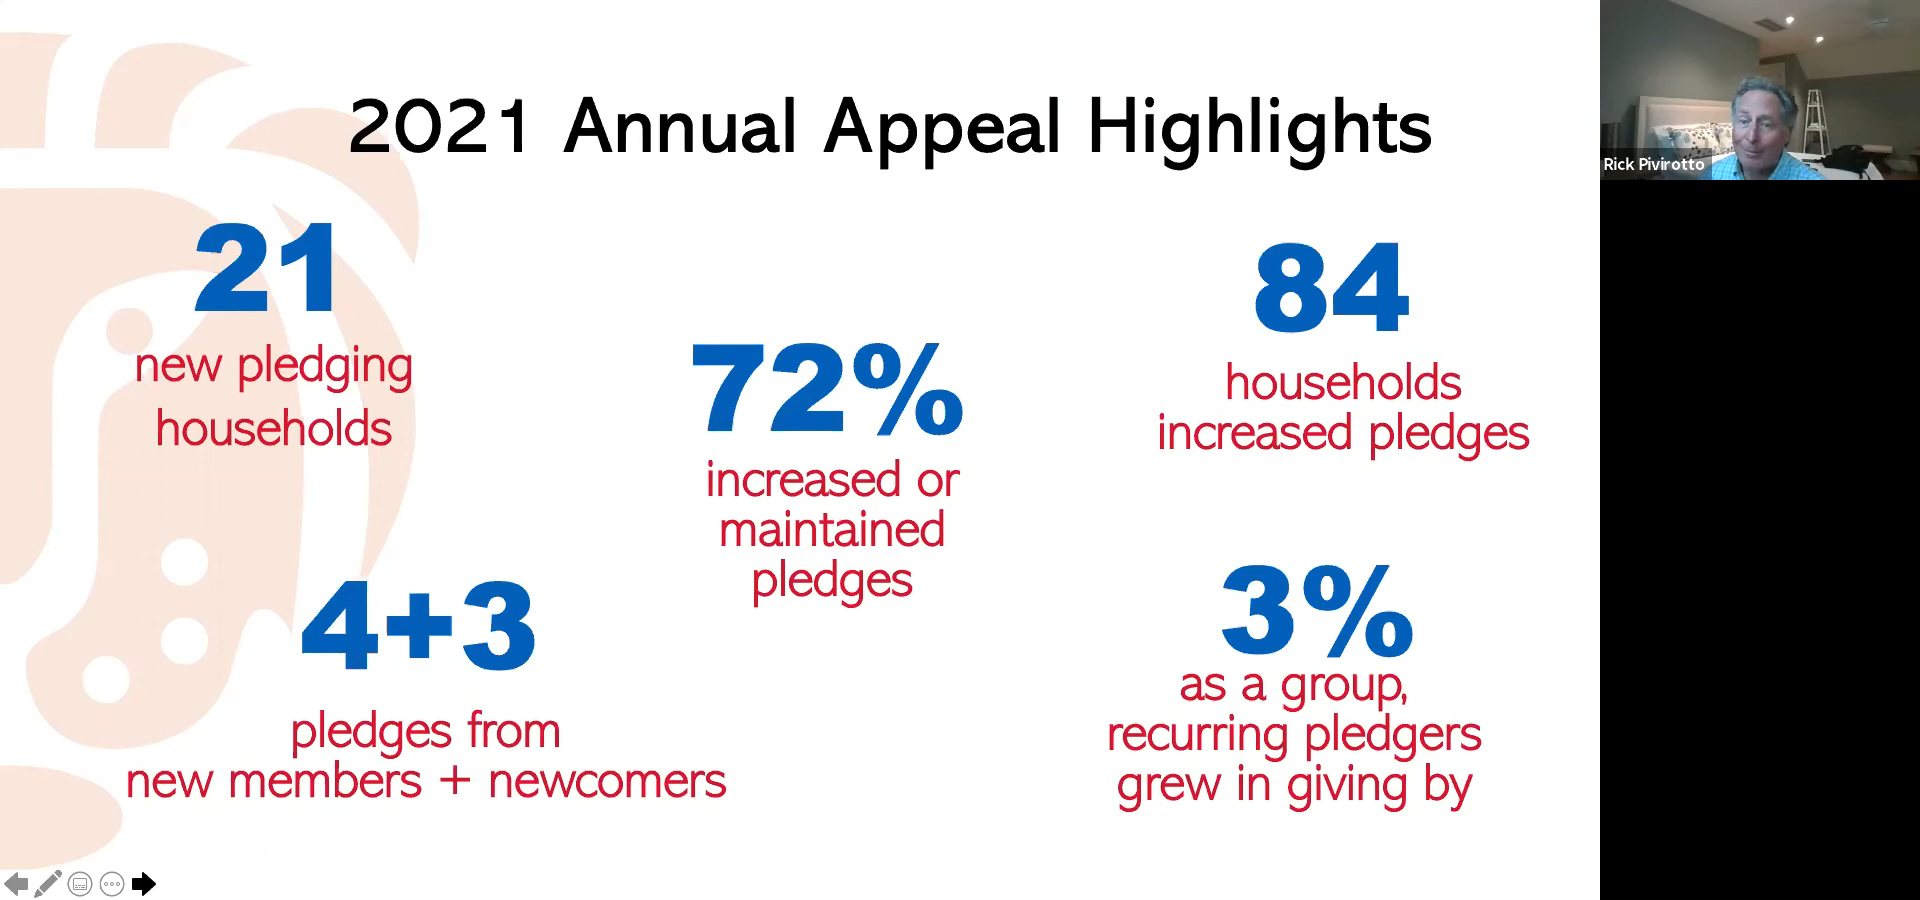 2021 Annual Appeal Highlights
21
new pledging
households
72%
increased or
maintained
pledges
84
households
increased pledges
4+3
pledges from
new members + newcomers
3%
as a group,
recurring pledgers
grew in giving by
Rick Pivirotto